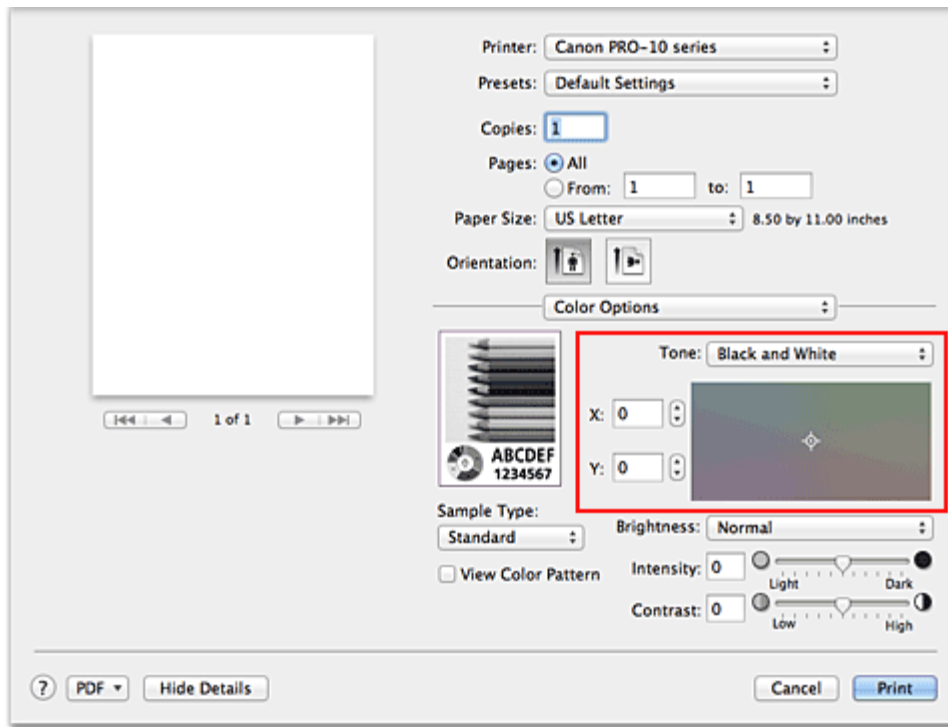 Printer: Canon PRO-10 series
Presets: Default Settings
Copies: 1
Pages: All
From: 1 to: 1
Paper Size: US Letter 8.50 by 11.00 inches
Orientation:
Color Options
Tone: Black and White
X: 0
Y: 0
1 of 1
ABCDEF
1234567
Sample Type:
Standard
View Color Pattern
Brightness: Normal
Intensity: 0
Light Dark
Contrast: 0
Low High
? PDF Hide Details Cancel Print